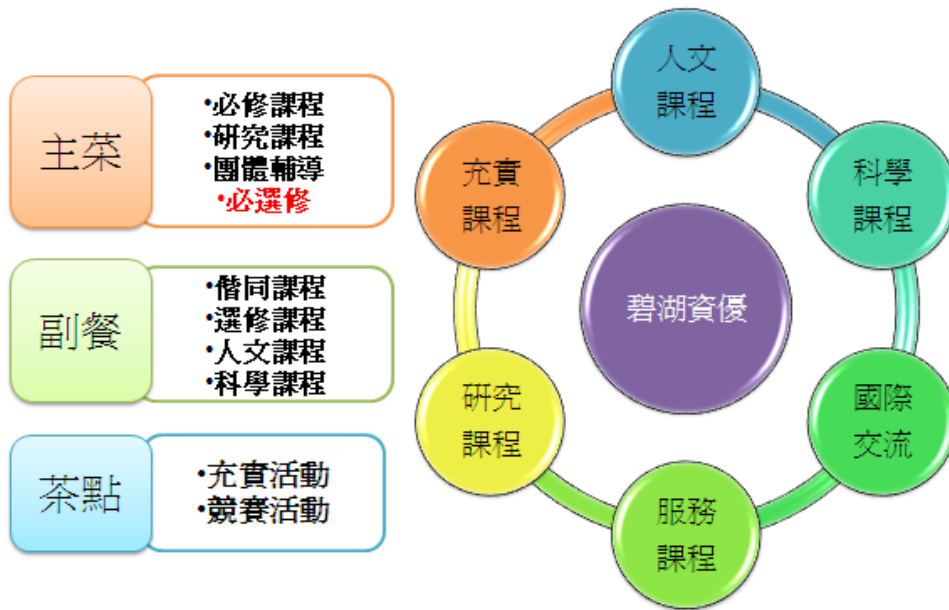 主菜
•必修課程
•研究課程
•團體輔導
•必選修
副餐
•偕同課程
•選修課程
•人文課程
•科學課程
茶點
•充實活動
•競賽活動
人文
課程
科學
課程
國際
交流
服務
課程
研究
課程
充實
課程
碧湖資優